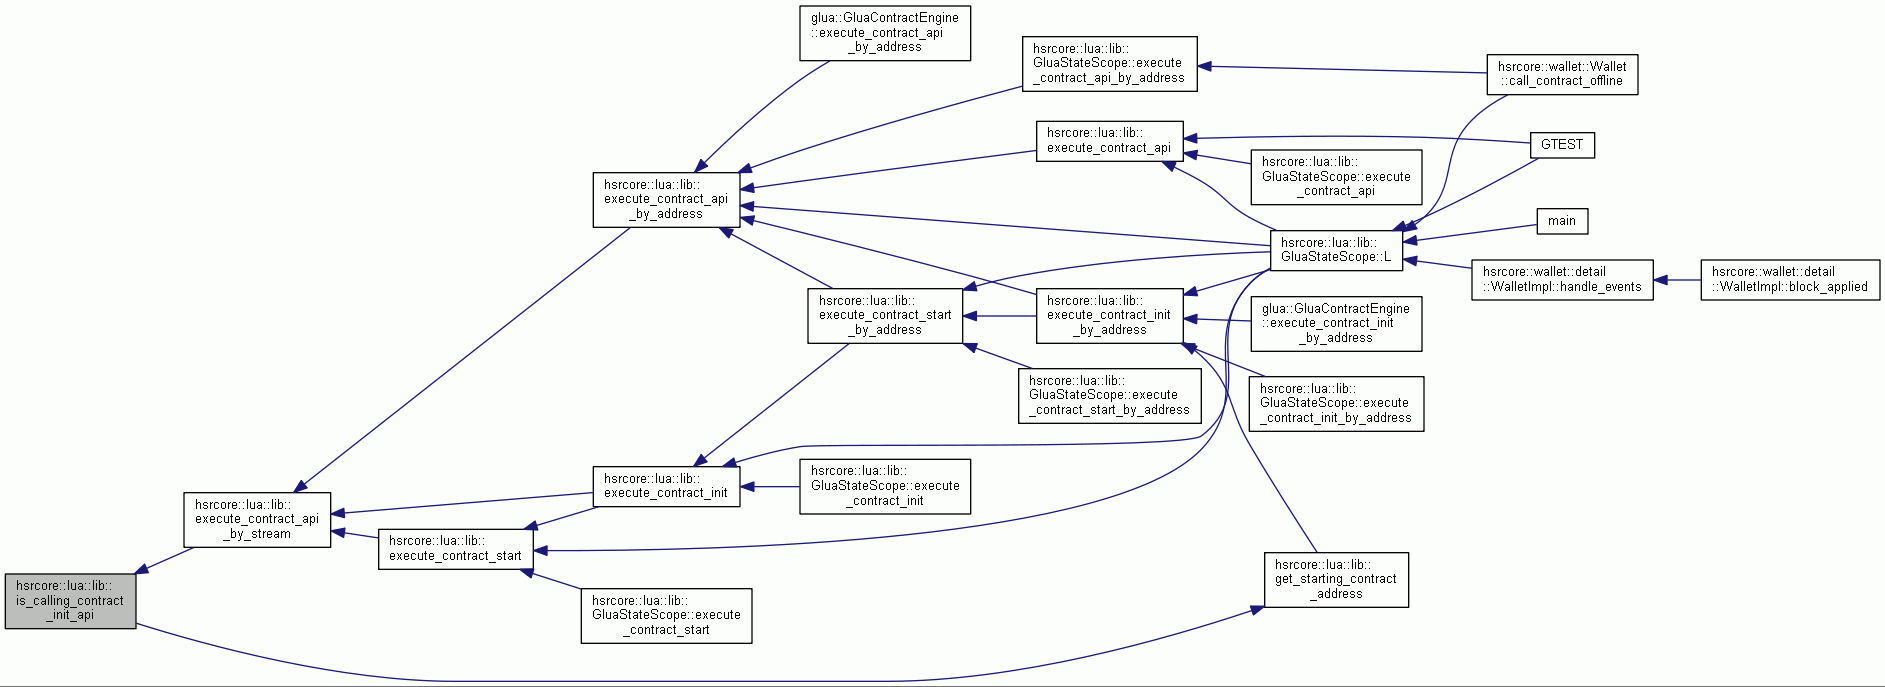 glua::GluaContractEngine
::execute_contract_api
_by_address
hsrcore::lua::lib::
GluaStateScope::execute
_contract_api_by_address
hsrcore::wallet::Wallet
::call_contract_offline
hsrcore::lua::lib::
execute_contract_api
GTEST
hsrcore::lua::lib::
GluaStateScope::execute
_contract_api
hsrcore::lua::lib::
execute_contract_api
_by_address
main
hsrcore::lua::lib::
GluaStateScope::L
hsrcore::wallet::detail
::WalletImpl::handle_events
hsrcore::wallet::detail
::WalletImpl::block_applied
hsrcore::lua::lib::
execute_contract_start
_by_address
hsrcore::lua::lib::
execute_contract_init
_by_address
glua::GluaContractEngine
::execute_contract_init
_by_address
hsrcore::lua::lib::
GluaStateScope::execute
_contract_start_by_address
hsrcore::lua::lib::
GluaStateScope::execute
_contract_init_by_address
hsrcore::lua::lib::
execute_contract_init
hsrcore::lua::lib::
GluaStateScope::execute
_contract_init
hsrcore::lua::lib::
execute_contract_api
_by_stream
hsrcore::lua::lib::
execute_contract_start
hsrcore::lua::lib::
get_starting_contract
_address
hsrcore::lua::lib::
is_calling_contract
_init_api
hsrcore::lua::lib::
GluaStateScope::execute
_contract_start